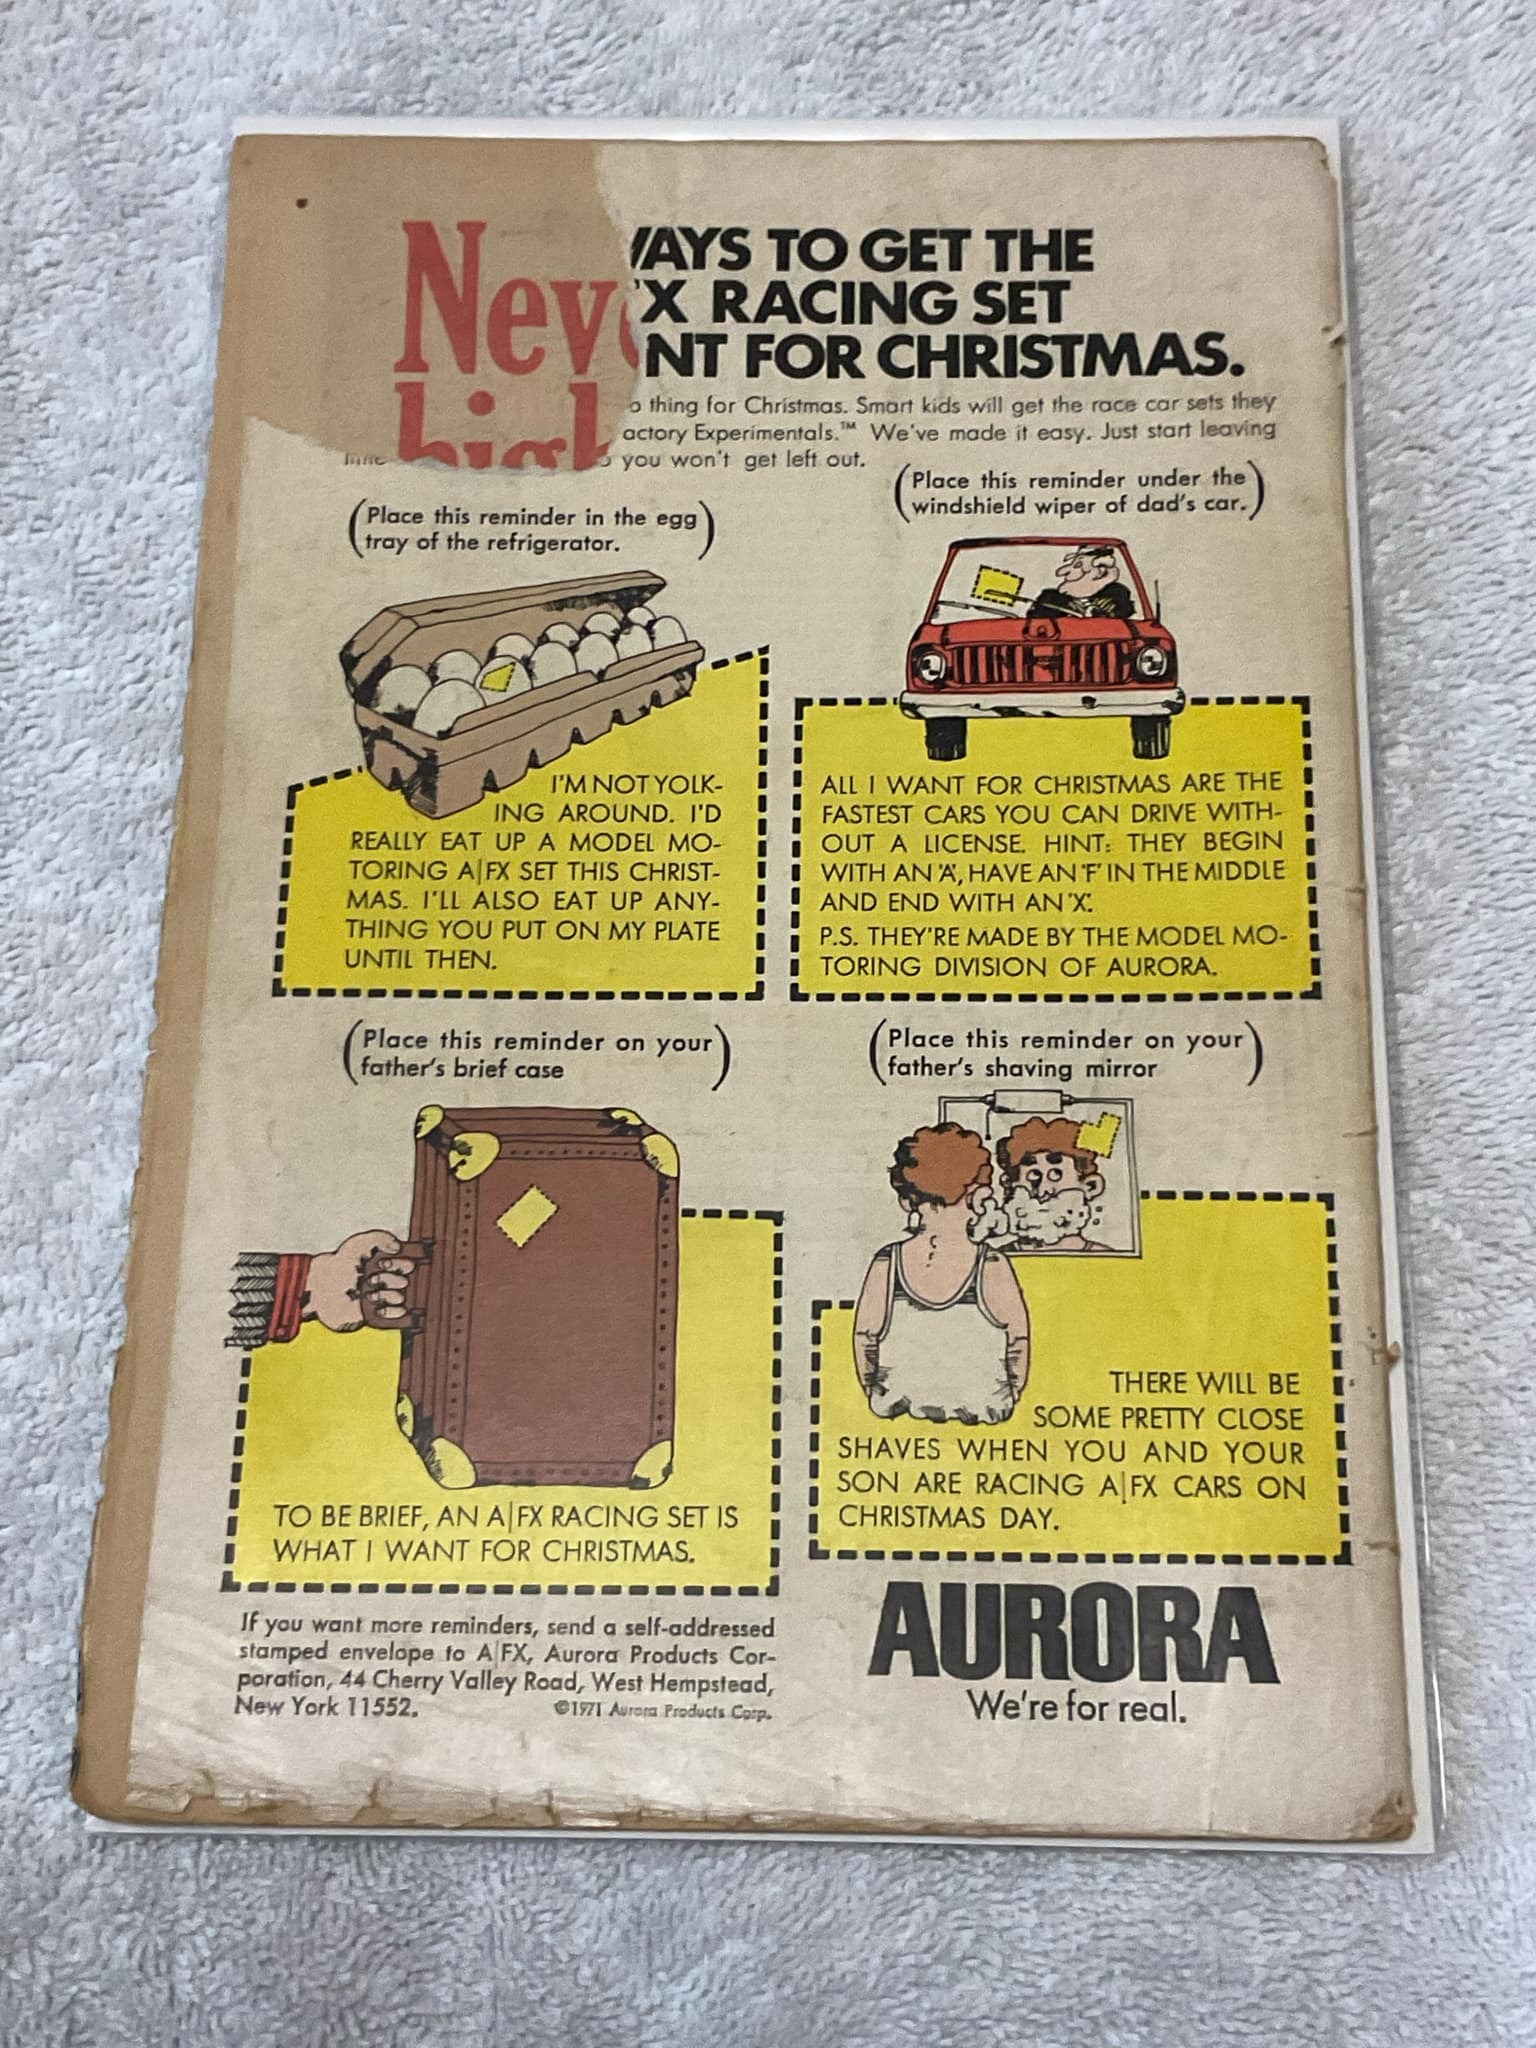 Nev
WAYS TO GET THE
X RACING SET
NT FOR CHRISTMAS.
thing for Christmas. Smart kids will get the race car sets they
actory Experimentals.™ We've made it easy. Just start leaving
you won't get left out.
(Place this reminder in the egg
tray of the refrigerator.)
(Place this reminder under the
windshield wiper of dad's car.)
I'M NOT YOLK-
ING AROUND. I'D
REALLY EAT UP A MODEL MO-
TORING A|FX SET THIS CHRIST-
MAS. I'LL ALSO EAT UP ANY-
THING YOU PUT ON MY PLATE
UNTIL THEN.
ALL I WANT FOR CHRISTMAS ARE THE
FASTEST CARS YOU CAN DRIVE WITH-
OUT A LICENSE. HINT: THEY BEGIN
WITH AN 'A', HAVE AN 'F' IN THE MIDDLE
AND END WITH AN 'X'.
P.S. THEY'RE MADE BY THE MODEL MO-
TORING DIVISION OF AURORA.
(Place this reminder on your
father's brief case)
(Place this reminder on your
father's shaving mirror)
TO BE BRIEF, AN A|FX RACING SET IS
WHAT I WANT FOR CHRISTMAS.
THERE WILL BE
SOME PRETTY CLOSE
SHAVES WHEN YOU AND YOUR
SON ARE RACING A|FX CARS ON
CHRISTMAS DAY.
If you want more reminders, send a self-addressed
stamped envelope to A|FX, Aurora Products Cor-
poration, 44 Cherry Valley Road, West Hempstead,
New York 11552. ©1971 Aurora Products Corp.
AURORA
We're for real.